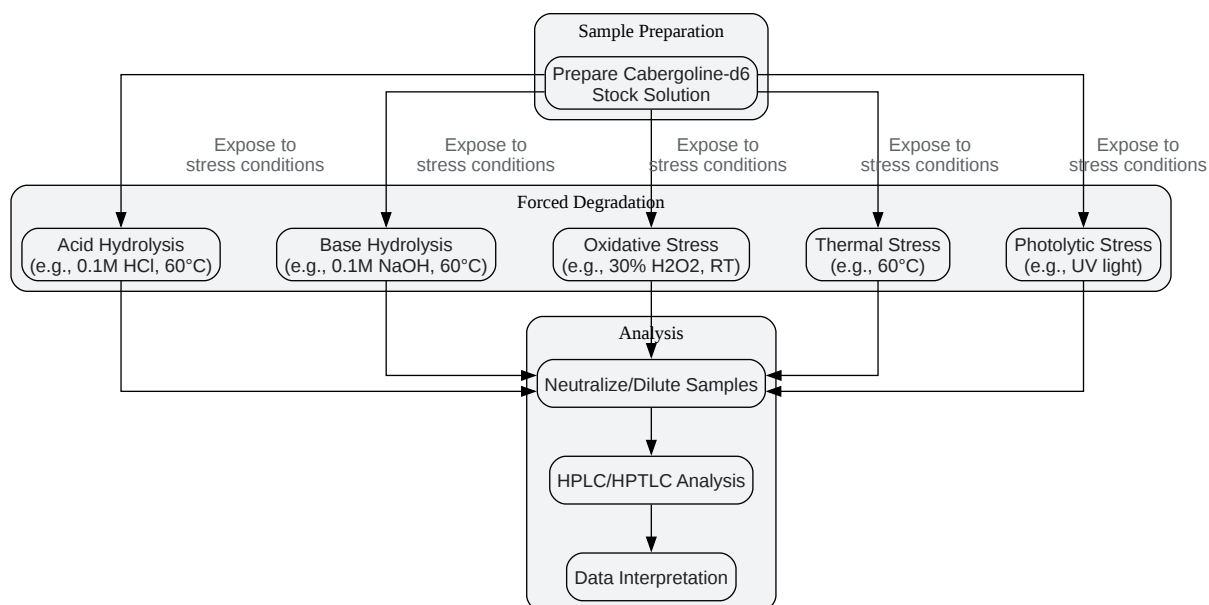 Sample Preparation
Prepare Cabergoline-d6
Stock Solution
Expose to
stress conditions
Expose to
stress conditions
Expose to
stress conditions
Expose to
stress conditions
Expose to
stress conditions
Forced Degradation
Acid Hydrolysis
(e.g., 0.1M HCl, 60°C)
Base Hydrolysis
(e.g., 0.1M NaOH, 60°C)
Oxidative Stress
(e.g., 30% H2O2, RT)
Thermal Stress
(e.g., 60°C)
Photolytic Stress
(e.g., UV light)
Analysis
Neutralize/Dilute Samples
HPLC/HPTLC Analysis
Data Interpretation